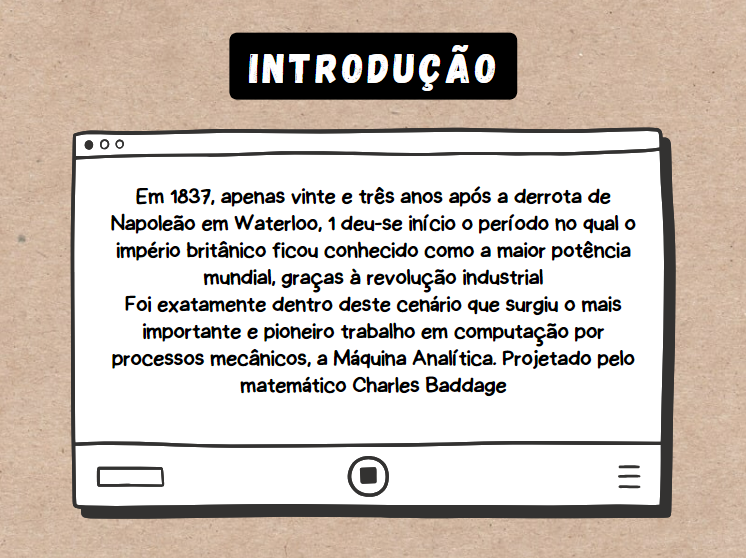 INTRODUÇÃO
Em 1837, apenas vinte e três anos após a derrota de
Napoleão em Waterloo, 1 deu-se início o período no qual o
império britânico ficou conhecido como a maior potência
mundial, graças à revolução industrial
Foi exatamente dentro deste cenário que surgiu o mais
importante e pioneiro trabalho em computação por
processos mecânicos, a Máquina Analítica. Projetado pelo
matemático Charles Baddage